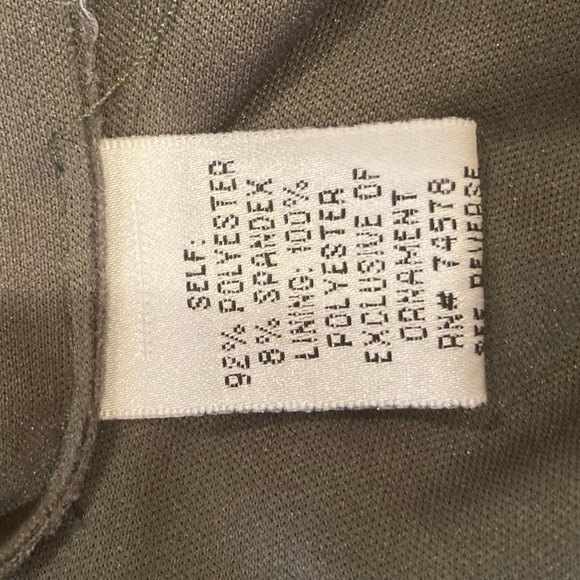 SELF:
92% POLYESTER
8% SPANDEX
LINING: 100%
POLYESTER
EXCLUSIVE OF
ORNAMENT
RN# 74578
SEE REVERSE